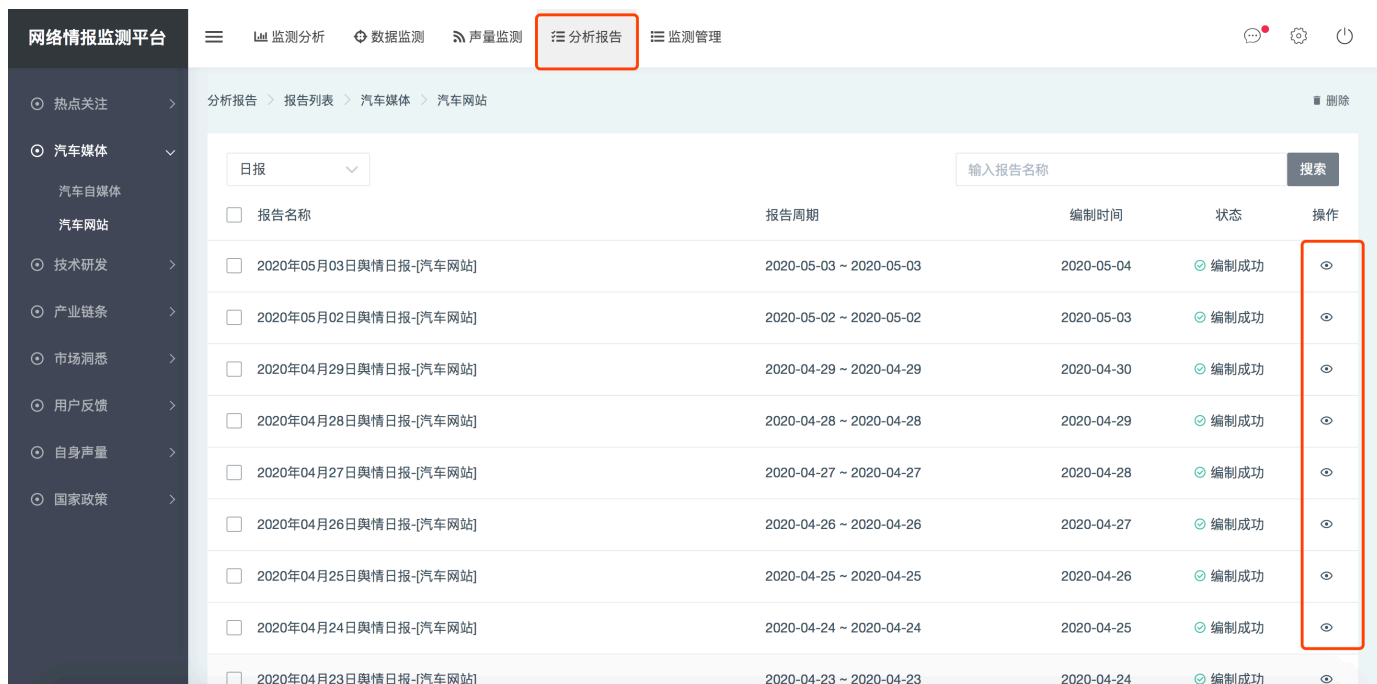 网络情报监测平台
监测分析 数据监测 声量监测 分析报告 监测管理
热点关注
汽车媒体
汽车自媒体
汽车网站
技术研发
产业链条
市场洞悉
用户反馈
自身声量
国家政策
分析报告 报告列表 汽车媒体 汽车网站 删除
日报 输入报告名称 搜索
报告名称 报告周期 编制时间 状态 操作
2020年05月03日舆情日报-[汽车网站] 2020-05-03 ~ 2020-05-03 2020-05-04 编制成功
2020年05月02日舆情日报-[汽车网站] 2020-05-02 ~ 2020-05-02 2020-05-03 编制成功
2020年04月29日舆情日报-[汽车网站] 2020-04-29 ~ 2020-04-29 2020-04-30 编制成功
2020年04月28日舆情日报-[汽车网站] 2020-04-28 ~ 2020-04-28 2020-04-29 编制成功
2020年04月27日舆情日报-[汽车网站] 2020-04-27 ~ 2020-04-27 2020-04-28 编制成功
2020年04月26日舆情日报-[汽车网站] 2020-04-26 ~ 2020-04-26 2020-04-27 编制成功
2020年04月25日舆情日报-[汽车网站] 2020-04-25 ~ 2020-04-25 2020-04-26 编制成功
2020年04月24日舆情日报-[汽车网站] 2020-04-24 ~ 2020-04-24 2020-04-25 编制成功
2020年04月23日舆情日报-[汽车网站] 2020-04-23 ~ 2020-04-23 2020-04-24 编制成功